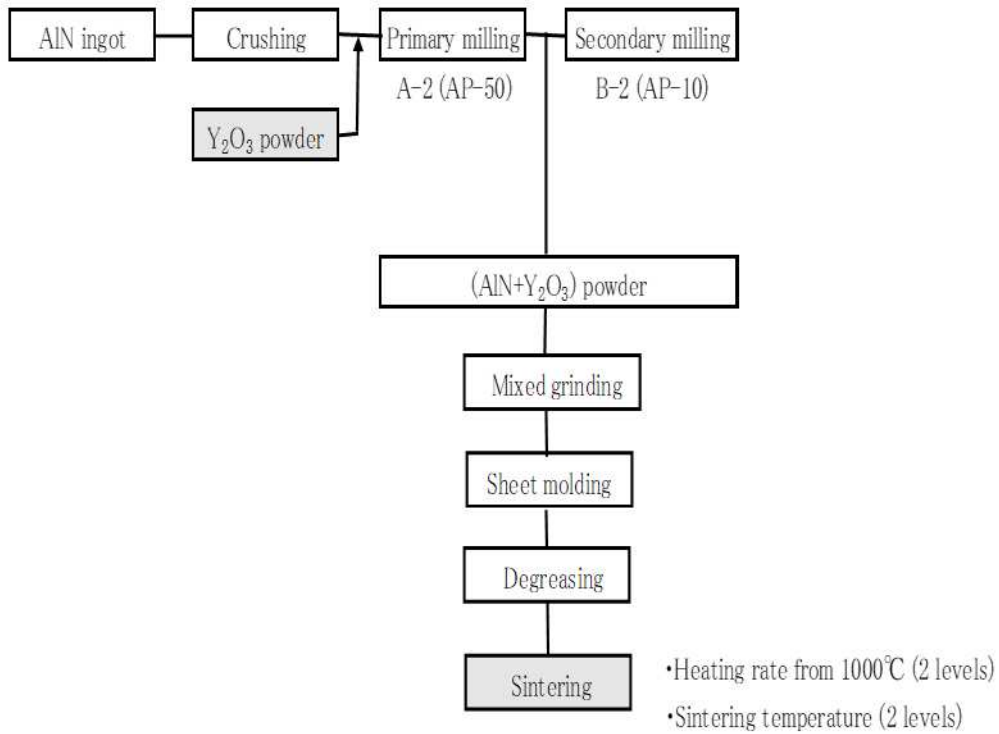 AlN ingot
Crushing
Primary milling
Secondary milling
A-2 (AP-50)
B-2 (AP-10)
Y₂O₃ powder
(AlN+Y₂O₃) powder
Mixed grinding
Sheet molding
Degreasing
Sintering
•Heating rate from 1000℃ (2 levels)
•Sintering temperature (2 levels)